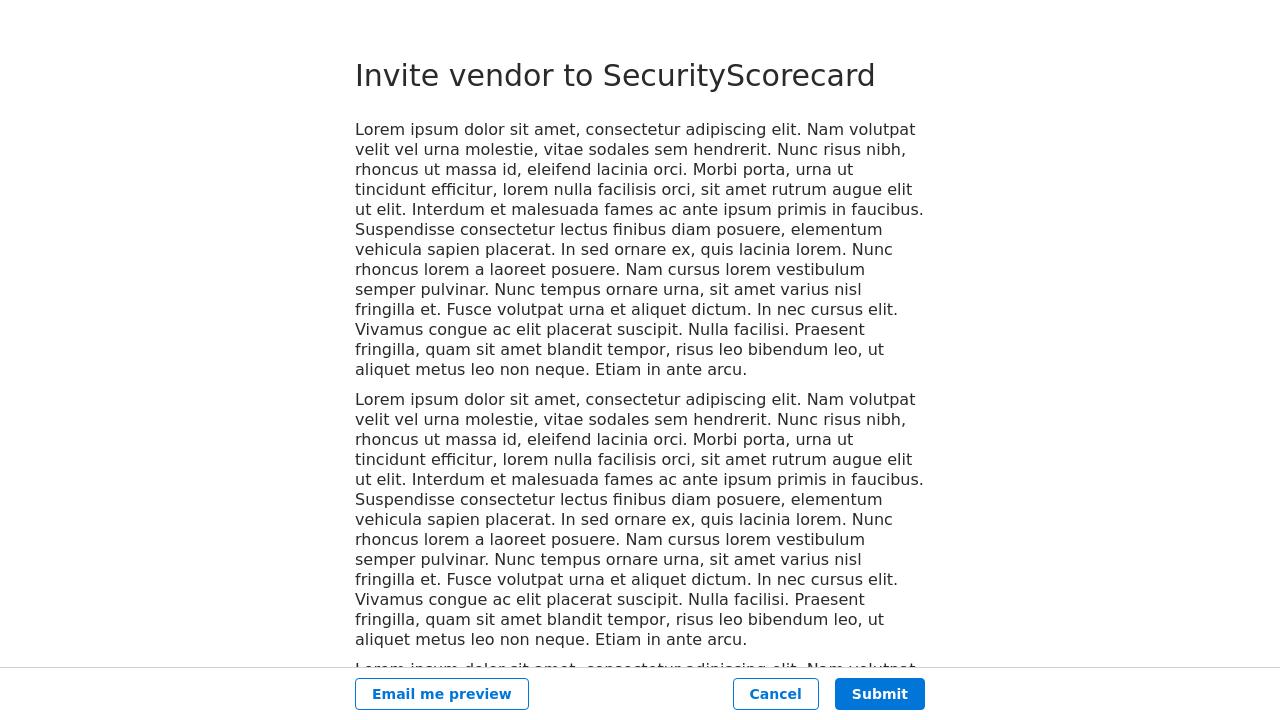 Invite vendor to SecurityScorecard
Lorem ipsum dolor sit amet, consectetur adipiscing elit. Nam volutpat
velit vel urna molestie, vitae sodales sem hendrerit. Nunc risus nibh,
rhoncus ut massa id, eleifend lacinia orci. Morbi porta, urna ut
tincidunt efficitur, lorem nulla facilisis orci, sit amet rutrum augue elit
ut elit. Interdum et malesuada fames ac ante ipsum primis in faucibus.
Suspendisse consectetur lectus finibus diam posuere, elementum
vehicula sapien placerat. In sed ornare ex, quis lacinia lorem. Nunc
rhoncus lorem a laoreet posuere. Nam cursus lorem vestibulum
semper pulvinar. Nunc tempus ornare urna, sit amet varius nisl
fringilla et. Fusce volutpat urna et aliquet dictum. In nec cursus elit.
Vivamus congue ac elit placerat suscipit. Nulla facilisi. Praesent
fringilla, quam sit amet blandit tempor, risus leo bibendum leo, ut
aliquet metus leo non neque. Etiam in ante arcu.
Lorem ipsum dolor sit amet, consectetur adipiscing elit. Nam volutpat
velit vel urna molestie, vitae sodales sem hendrerit. Nunc risus nibh,
rhoncus ut massa id, eleifend lacinia orci. Morbi porta, urna ut
tincidunt efficitur, lorem nulla facilisis orci, sit amet rutrum augue elit
ut elit. Interdum et malesuada fames ac ante ipsum primis in faucibus.
Suspendisse consectetur lectus finibus diam posuere, elementum
vehicula sapien placerat. In sed ornare ex, quis lacinia lorem. Nunc
rhoncus lorem a laoreet posuere. Nam cursus lorem vestibulum
semper pulvinar. Nunc tempus ornare urna, sit amet varius nisl
fringilla et. Fusce volutpat urna et aliquet dictum. In nec cursus elit.
Vivamus congue ac elit placerat suscipit. Nulla facilisi. Praesent
fringilla, quam sit amet blandit tempor, risus leo bibendum leo, ut
aliquet metus leo non neque. Etiam in ante arcu.
Email me preview
Cancel
Submit